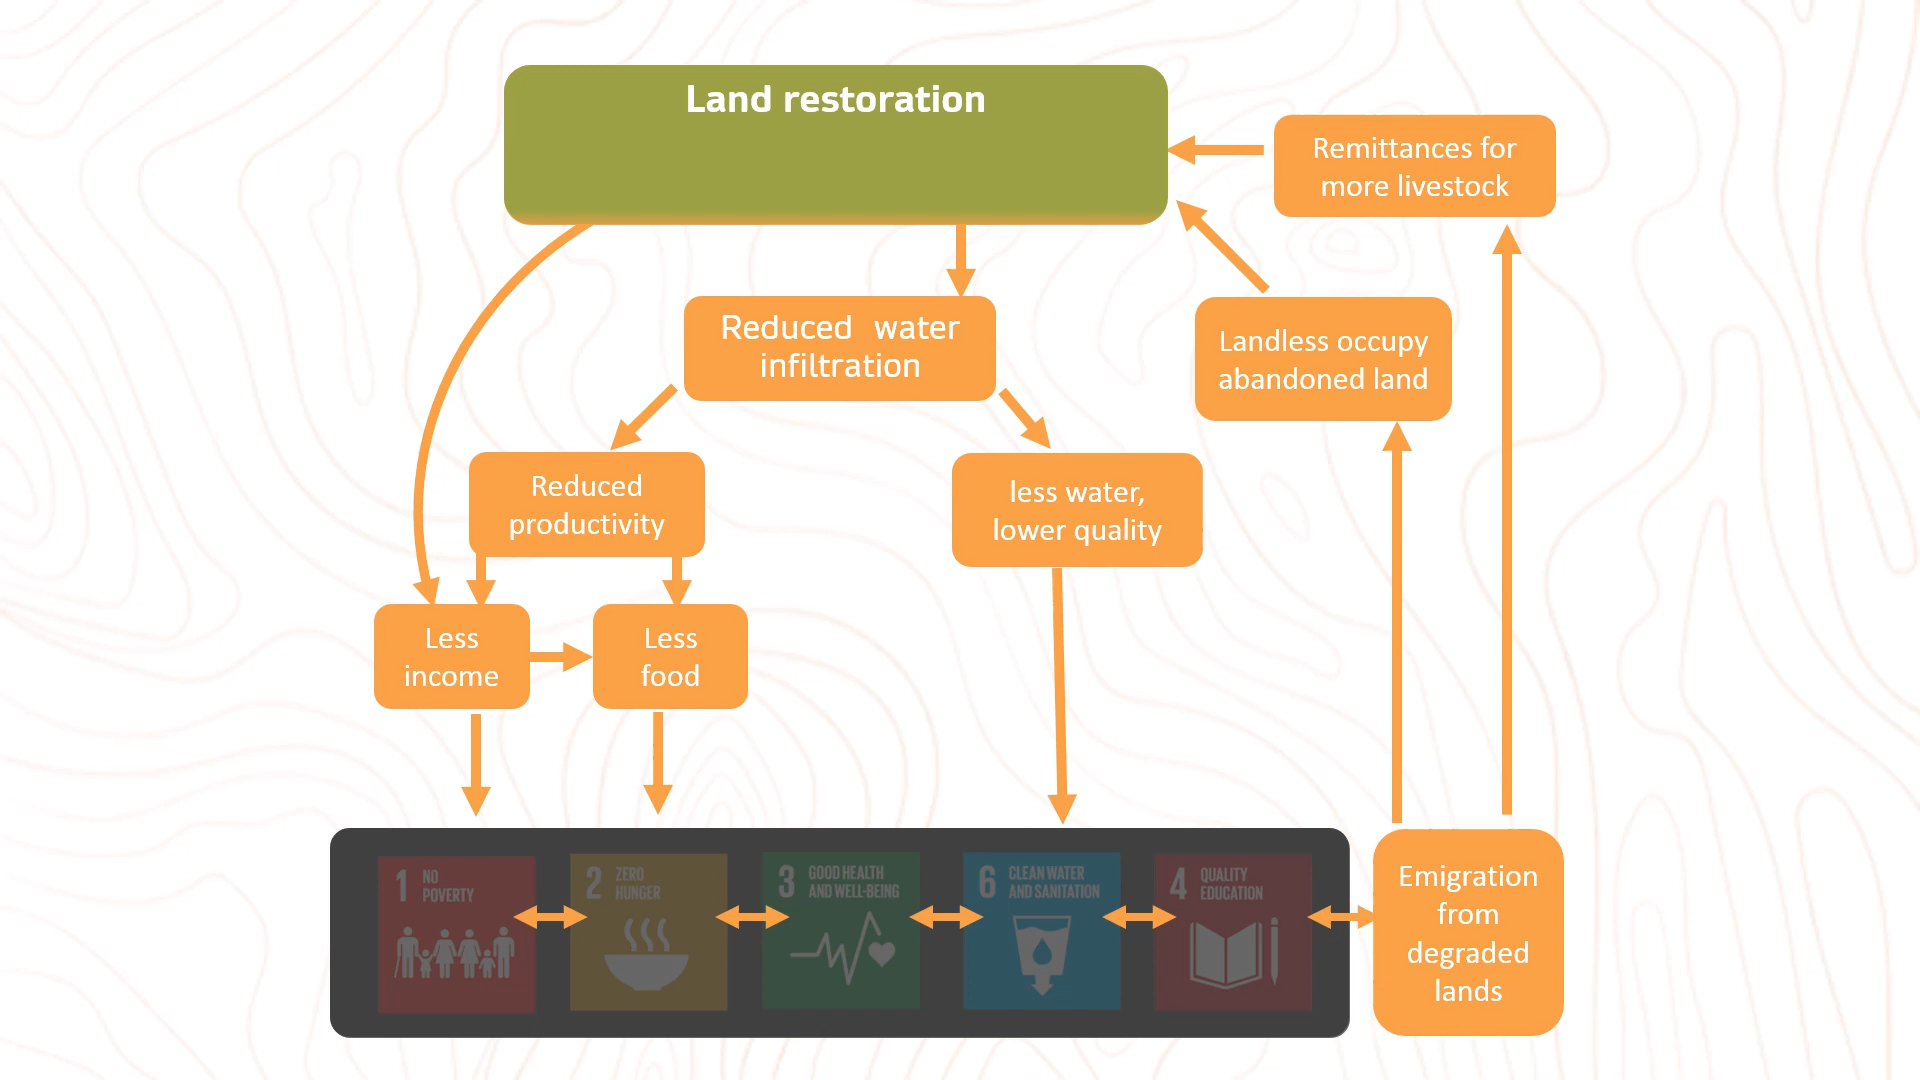 Land restoration
Remittances for
more livestock
Reduced water
infiltration
Landless occupy
abandoned land
Reduced
productivity
less water,
lower quality
Less
income
Less
food
1 NO
POVERTY
2 ZERO
HUNGER
3 GOOD HEALTH
AND WELL-BEING
6 CLEAN WATER
AND SANITATION
4 QUALITY
EDUCATION
Emigration
from
degraded
lands